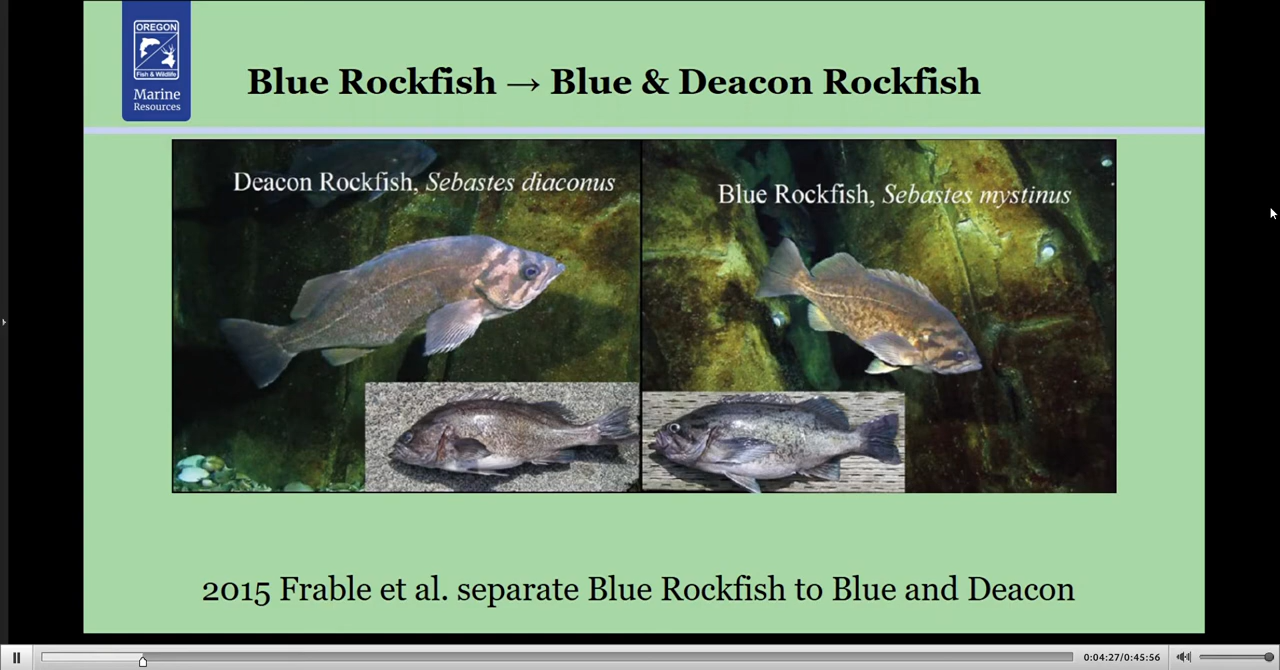 OREGON
Fish & Wildlife
Marine
Resources
Blue Rockfish → Blue & Deacon Rockfish
Deacon Rockfish, Sebastes diaconus
Blue Rockfish, Sebastes mystinus
2015 Frable et al. separate Blue Rockfish to Blue and Deacon
0:04:27/0:45:56